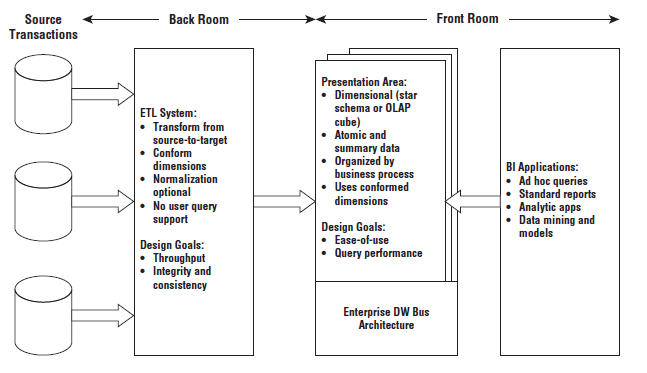 Source
Transactions
Back Room
Front Room
ETL System:
• Transform from
source-to-target
• Conform
dimensions
• Normalization
optional
• No user query
support
Design Goals:
• Throughput
• Integrity and
consistency
Presentation Area:
• Dimensional (star
schema or OLAP
cube)
• Atomic and
summary data
• Organized by
business process
• Uses conformed
dimensions
Design Goals:
• Ease-of-use
• Query performance
Enterprise DW Bus
Architecture
BI Applications:
• Ad hoc queries
• Standard reports
• Analytic apps
• Data mining and
models